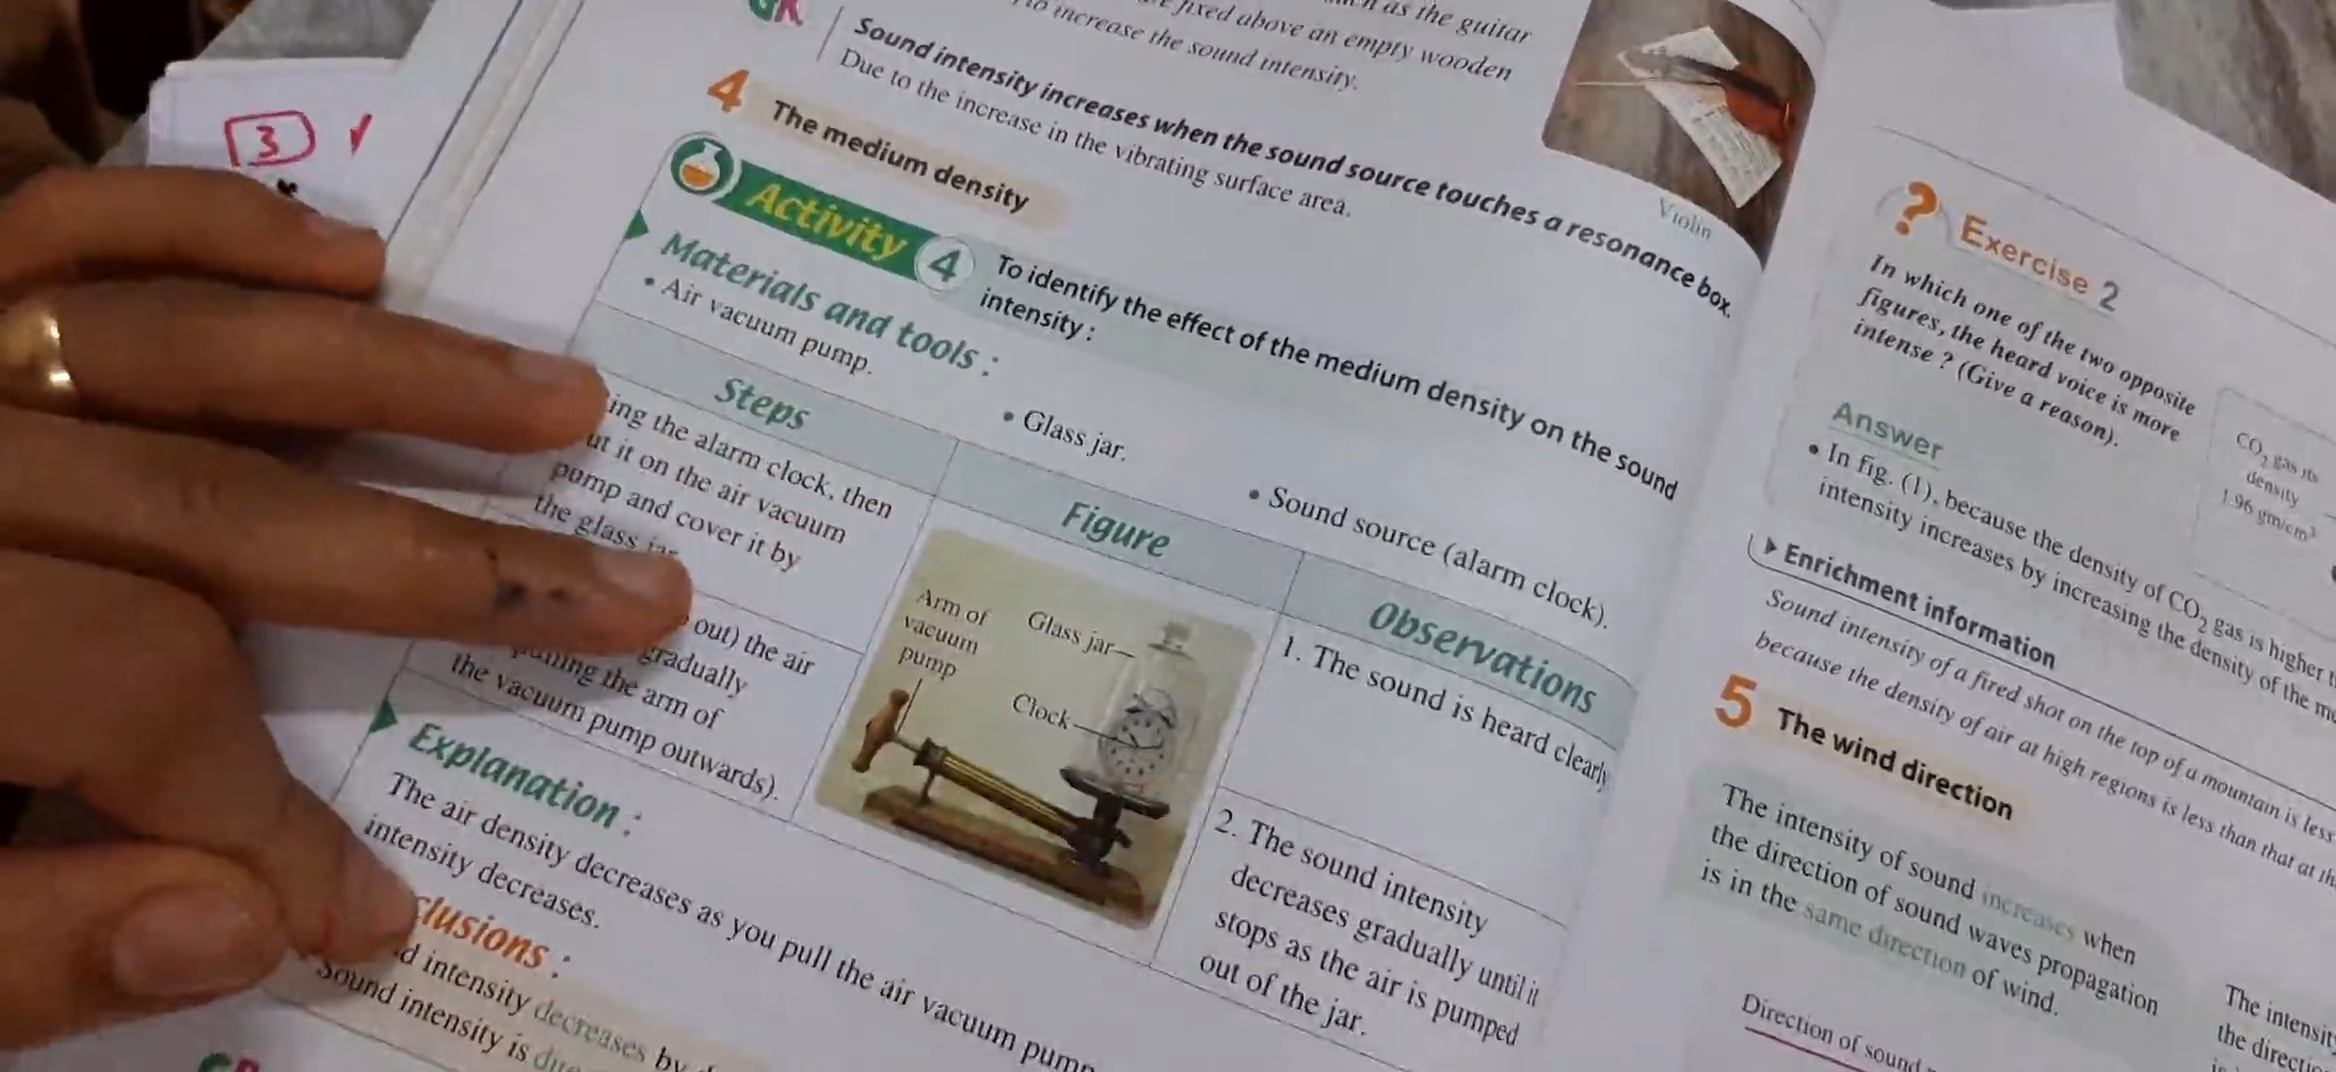 3
as the guitar
fixed above an empty wooden
to increase the sound intensity.
GR
Sound intensity increases when the sound source touches a resonance box.
Due to the increase in the vibrating surface area.
Violin
4 The medium density
Activity 4
To identify the effect of the medium density on the sound
intensity :
Materials and tools :
• Air vacuum pump.
• Glass jar.
• Sound source (alarm clock).
Steps
Figure
Observations
ing the alarm clock, then
ut it on the air vacuum
pump and cover it by
the glass jar
out) the air
gradually
pulling the arm of
the vacuum pump outwards).
Arm of
vacuum
pump
Glass jar
Clock
1. The sound is heard clearly
2. The sound intensity
decreases gradually until it
stops as the air is pumped
out of the jar.
Explanation :
The air density decreases as you pull the air vacuum pump
intensity decreases.
clusions :
d intensity decreases by
Sound intensity is
? Exercise 2
In which one of the two opposite
figures, the heard voice is more
intense ? (Give a reason).
CO2 gas its
density
1.96 gm/cm3
Answer
• In fig. (1), because the density of CO2 gas is higher
intensity increases by increasing the density of the
Enrichment information
Sound intensity of a fired shot on the top of a mountain is less
because the density of air at high regions is less than that at
5 The wind direction
The intensity of sound increases when
the direction of sound waves propagation
is in the same direction of wind.
Direction of sound
The intensity
the direction